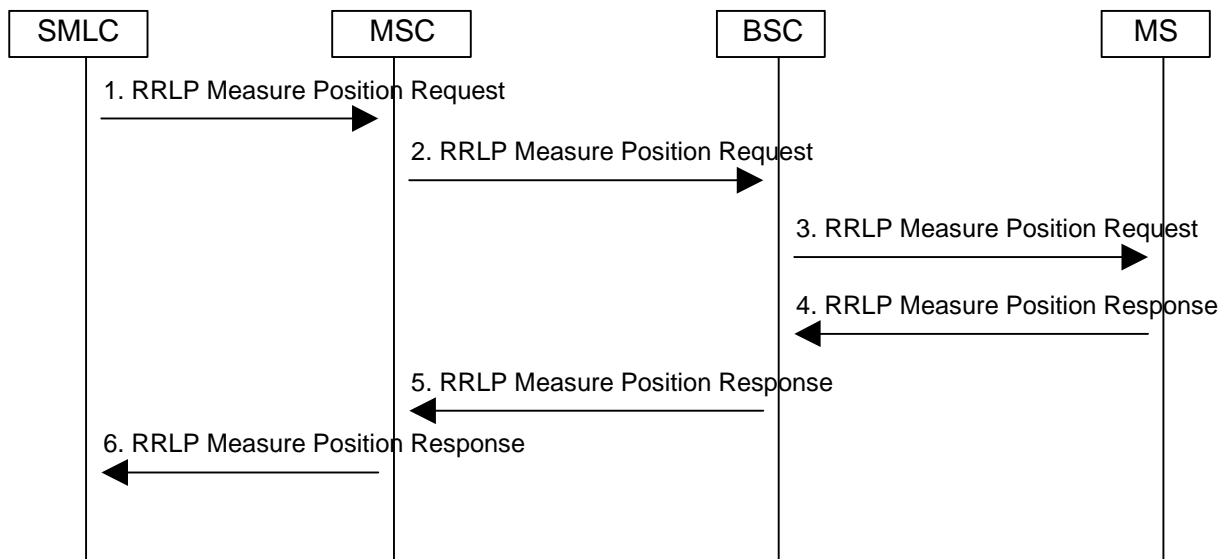 SMLC
MSC
BSC
MS
1. RRLP Measure Position Request
2. RRLP Measure Position Request
3. RRLP Measure Position Request
4. RRLP Measure Position Response
5. RRLP Measure Position Response
6. RRLP Measure Position Response